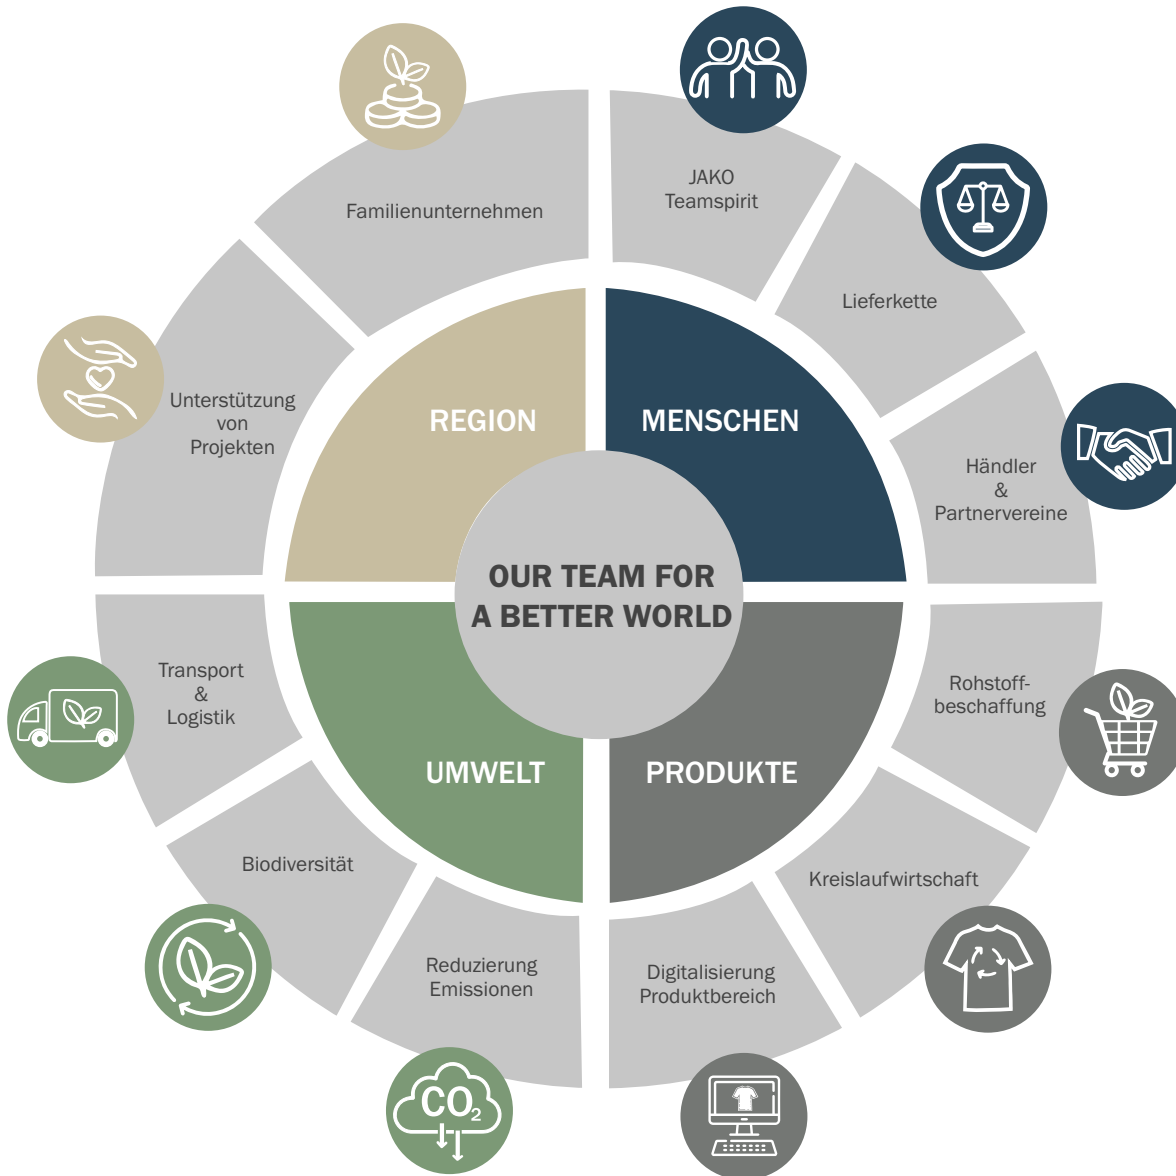 OUR TEAM FOR
A BETTER WORLD
REGION
Familienunternehmen
Unterstützung
von
Projekten
MENSCHEN
JAKO
Teamspirit
Lieferkette
Händler
&
Partnervereine
PRODUKTE
Rohstoff-
beschaffung
Kreislaufwirtschaft
Digitalisierung
Produktbereich
UMWELT
Reduzierung
Emissionen
Biodiversität
Transport
&
Logistik
CO2